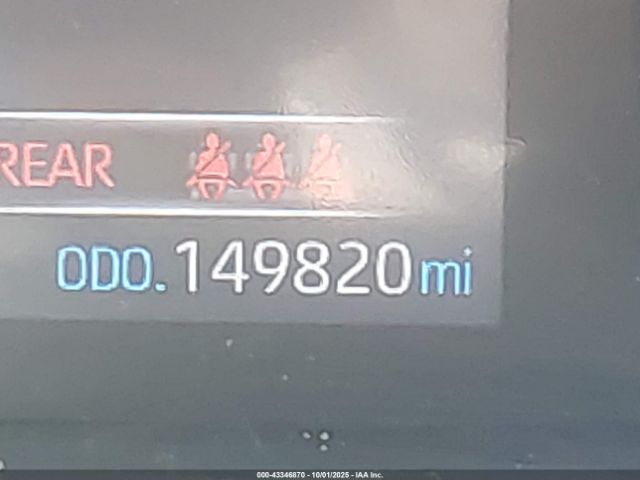 REAR
ODO.149820mi
000-43346870 - 10/01/2025 - IAA Inc.